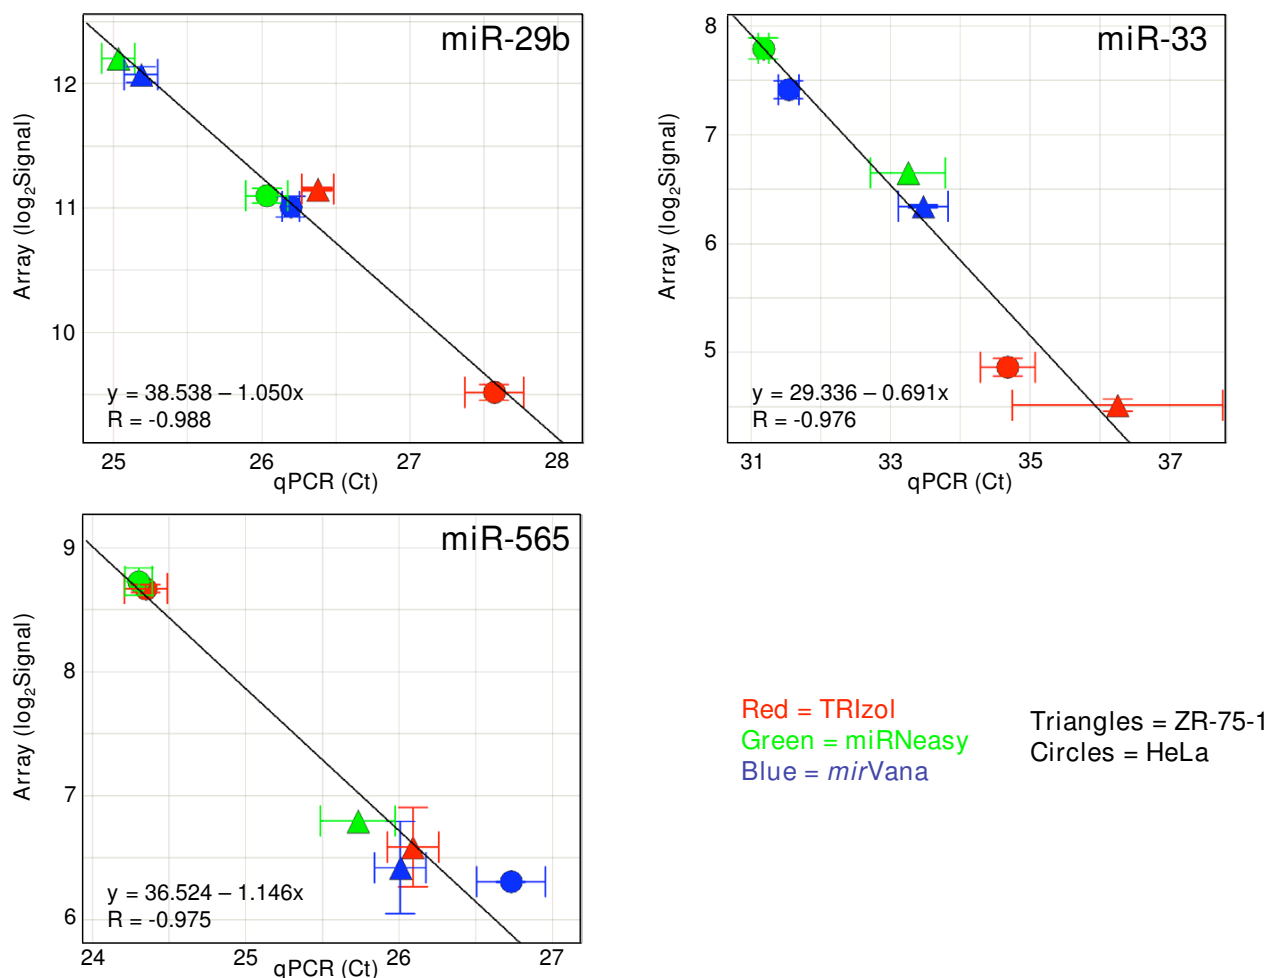 miR-29b
Array (log₂Signal)
12
11
10
y = 38.538 – 1.050x
R = -0.988
25
26
27
28
qPCR (Ct)
miR-33
Array (log₂Signal)
8
7
6
5
y = 29.336 – 0.691x
R = -0.976
31
33
35
37
qPCR (Ct)
miR-565
Array (log₂Signal)
9
8
7
6
y = 36.524 – 1.146x
R = -0.975
24
25
26
27
qPCR (Ct)
Red = TRIzol
Green = miRNeasy
Blue = mirVana
Triangles = ZR-75-1
Circles = HeLa